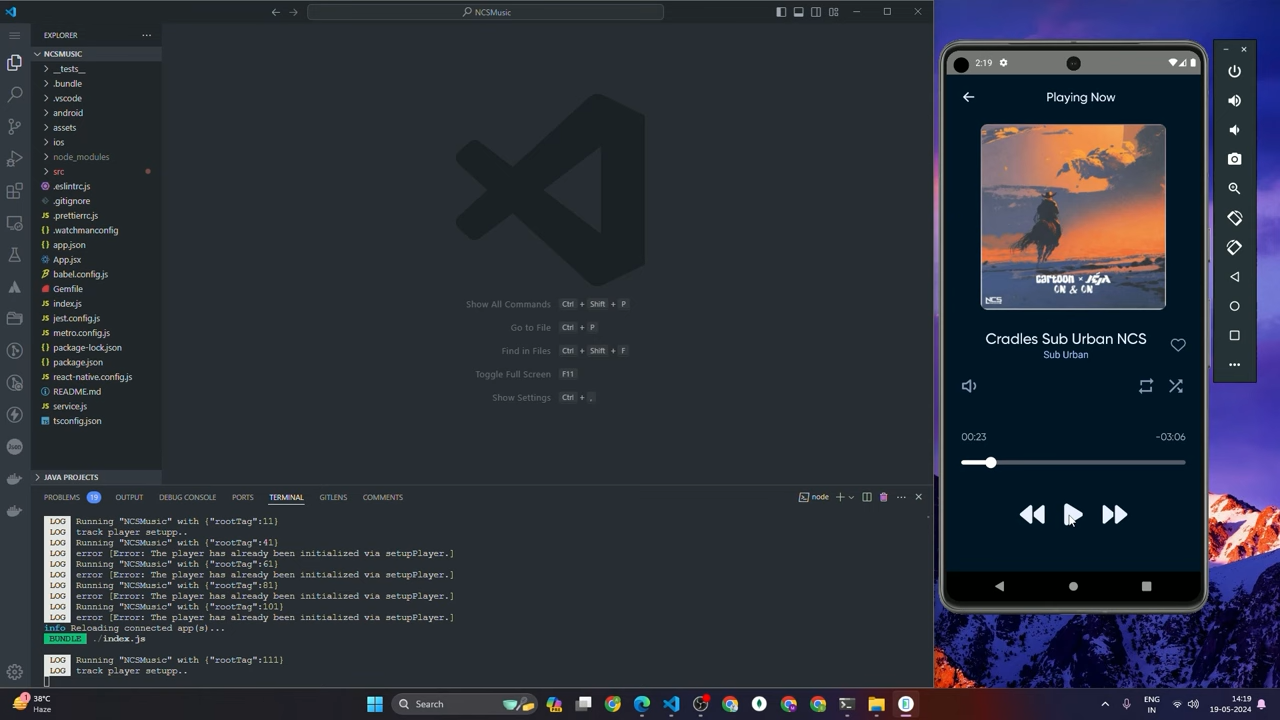 NCSMusic
EXPLORER
NCSMUSIC
__tests__
.bundle
.vscode
android
assets
ios
node_modules
src
.eslintrc.js
.gitignore
.prettierrc.js
.watchmanconfig
app.json
App.jsx
babel.config.js
Gemfile
index.js
jest.config.js
metro.config.js
package-lock.json
package.json
react-native.config.js
README.md
service.js
tsconfig.json
JAVA PROJECTS
Show All Commands Ctrl + Shift + P
Go to File Ctrl + P
Find in Files Ctrl + Shift + F
Toggle Full Screen F11
Show Settings Ctrl + ,
PROBLEMS 19 OUTPUT DEBUG CONSOLE PORTS TERMINAL GITLENS COMMENTS node
LOG Running "NCSMusic" with {"rootTag":11}
LOG track player setupp..
LOG Running "NCSMusic" with {"rootTag":41}
LOG error [Error: The player has already been initialized via setupPlayer.]
LOG Running "NCSMusic" with {"rootTag":61}
LOG error [Error: The player has already been initialized via setupPlayer.]
LOG Running "NCSMusic" with {"rootTag":81}
LOG error [Error: The player has already been initialized via setupPlayer.]
LOG Running "NCSMusic" with {"rootTag":101}
LOG error [Error: The player has already been initialized via setupPlayer.]
info Reloading connected app(s)...
BUNDLE ./index.js
LOG Running "NCSMusic" with {"rootTag":111}
LOG track player setupp..
2:19
Playing Now
cartoon × JÉJA
ON & ON
NCS
Cradles Sub Urban NCS
Sub Urban
00:23 -03:06
1
38°C
Haze
Search
ENG
IN
14:19
19-05-2024